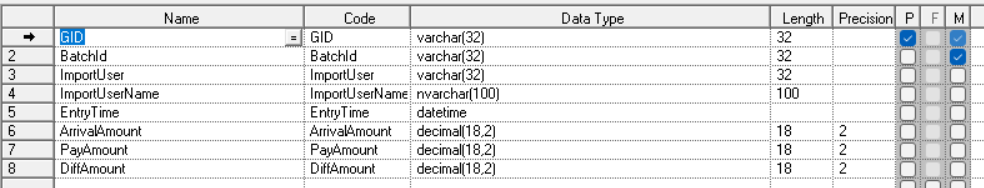 Name Code Data Type Length Precision P F M
GID = GID varchar(32) 32
2 BatchId BatchId varchar(32) 32
3 ImportUser ImportUser varchar(32) 32
4 ImportUserName ImportUserName nvarchar(100) 100
5 EntryTime EntryTime datetime
6 ArrivalAmount ArrivalAmount decimal(18,2) 18 2
7 PayAmount PayAmount decimal(18,2) 18 2
8 DiffAmount DiffAmount decimal(18,2) 18 2